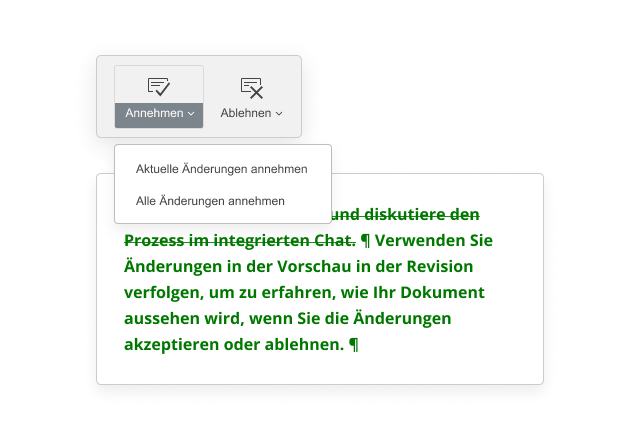 Annehmen Ablehnen
Aktuelle Änderungen annehmen
Alle Änderungen annehmen
und diskutiere den
Prozess im integrierten Chat. ¶ Verwenden Sie
Änderungen in der Vorschau in der Revision
verfolgen, um zu erfahren, wie Ihr Dokument
aussehen wird, wenn Sie die Änderungen
akzeptieren oder ablehnen. ¶